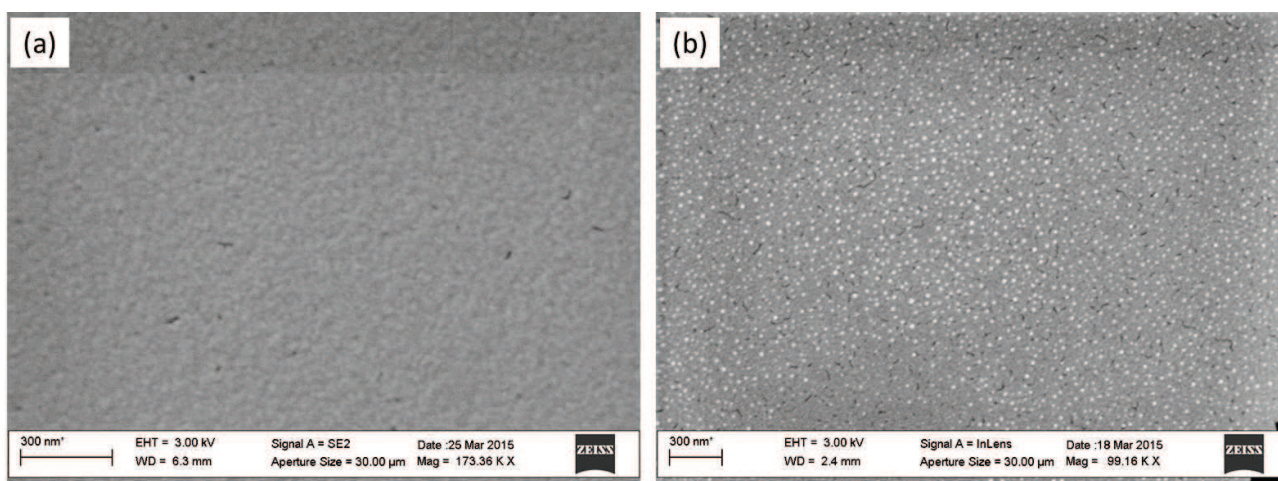 (a)
300 nm⁺
EHT = 3.00 kV
WD = 6.3 mm
Signal A = SE2
Aperture Size = 30.00 µm
Date :25 Mar 2015
Mag = 173.36 K X
ZEISS
(b)
300 nm⁺
EHT = 3.00 kV
WD = 2.4 mm
Signal A = InLens
Aperture Size = 30.00 µm
Date :18 Mar 2015
Mag = 99.16 K X
ZEISS